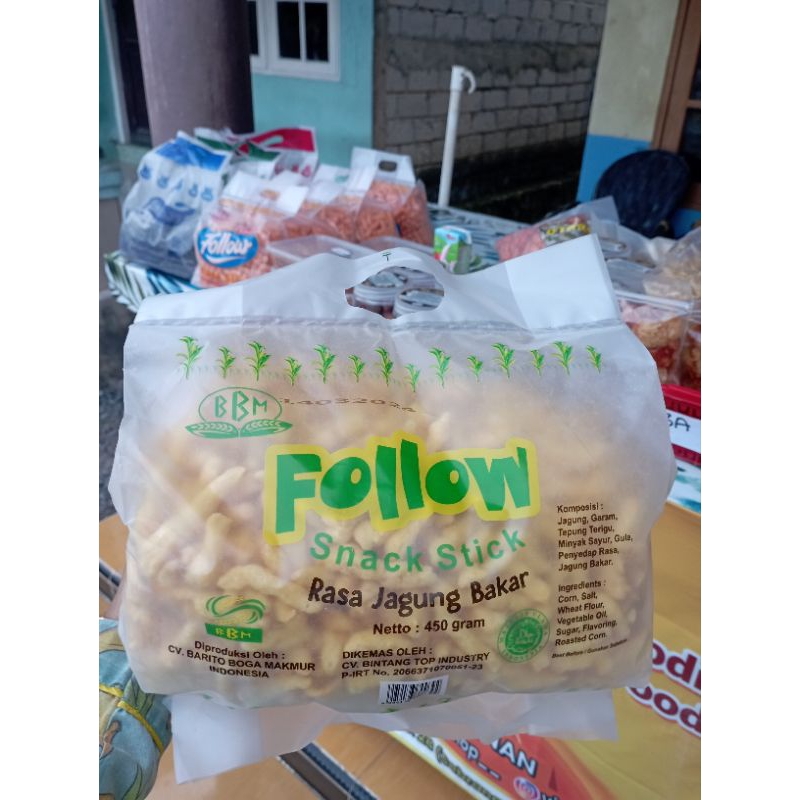 Follow
T
BBM
14032024
Follow
Snack Stick
Rasa Jagung Bakar
Netto : 450 gram
Komposisi :
Jagung, Garam,
Tepung Terigu,
Minyak Sayur, Gula,
Penyedap Rasa,
Jagung Bakar.
Ingredients :
Corn, Salt,
Wheat Flour,
Vegetable Oil,
Sugar, Flavoring,
Roasted Corn.
BBM
Diproduksi Oleh :
CV. BARITO BOGA MAKMUR
INDONESIA
DIKEMAS OLEH :
CV. BINTANG TOP INDUSTRY